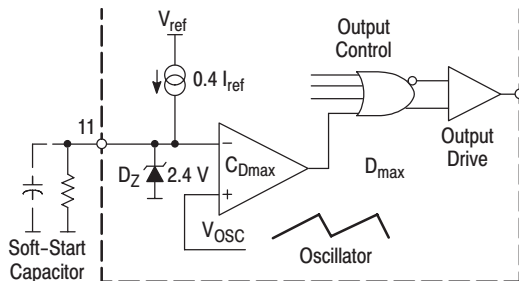 V_ref
Output
Control
0.4 I_ref
11
−
C_Dmax
+
D_Z
2.4 V
D_max
Output
Drive
V_OSC
Oscillator
Soft-Start
Capacitor